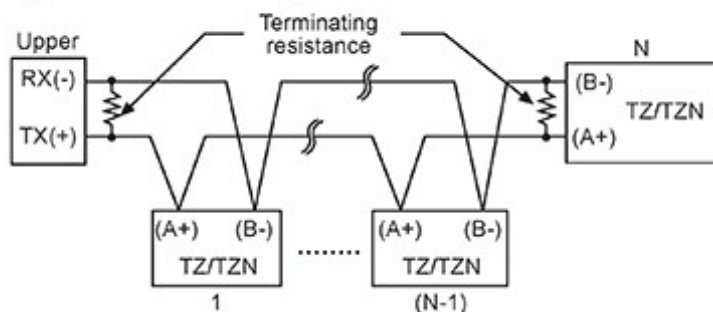 Upper
Terminating
resistance
N
RX(-)
TX(+)
(B-)
TZ/TZN
(A+)
(A+) (B-)
TZ/TZN
1
........
(A+) (B-)
TZ/TZN
(N-1)